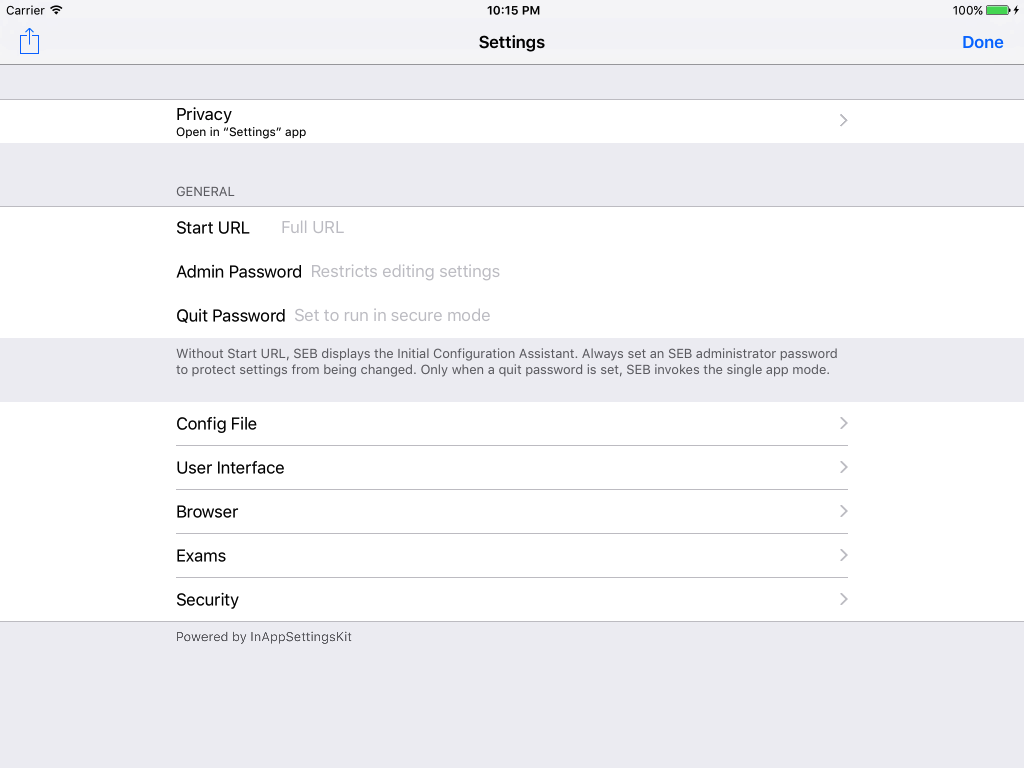 Carrier 10:15 PM 100%
Settings Done
Privacy
Open in “Settings” app
GENERAL
Start URL Full URL
Admin Password Restricts editing settings
Quit Password Set to run in secure mode
Without Start URL, SEB displays the Initial Configuration Assistant. Always set an SEB administrator password
to protect settings from being changed. Only when a quit password is set, SEB invokes the single app mode.
Config File
User Interface
Browser
Exams
Security
Powered by InAppSettingsKit